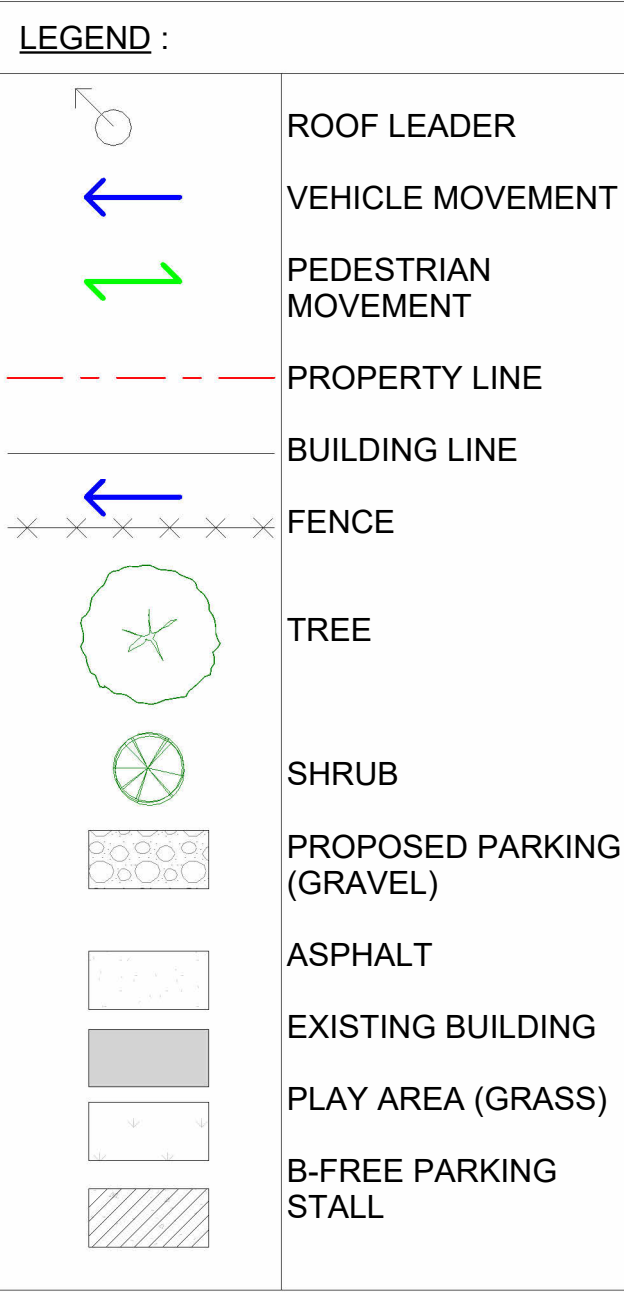 LEGEND :
ROOF LEADER
VEHICLE MOVEMENT
PEDESTRIAN
MOVEMENT
PROPERTY LINE
BUILDING LINE
FENCE
TREE
SHRUB
PROPOSED PARKING
(GRAVEL)
ASPHALT
EXISTING BUILDING
PLAY AREA (GRASS)
B-FREE PARKING
STALL